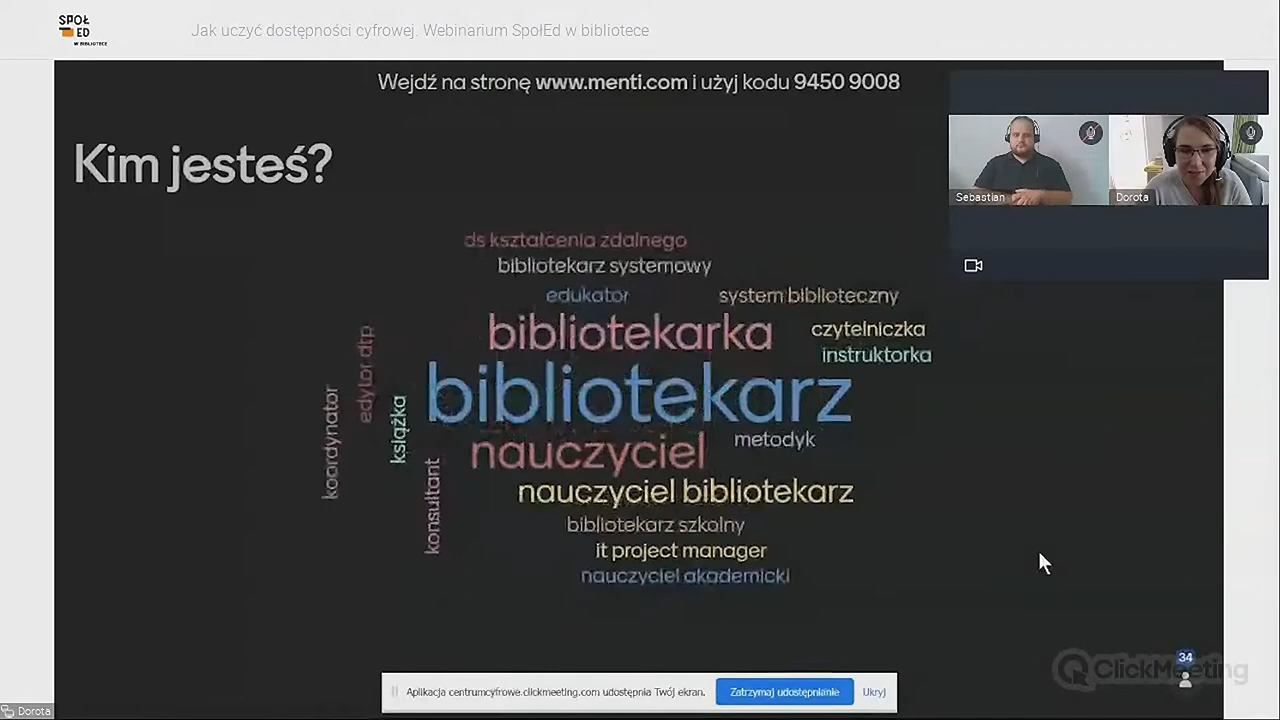 SPOŁ
ED
W BIBLIOTECE
Jak uczyć dostępności cyfrowej. Webinarium SpołEd w bibliotece
Wejdź na stronę www.menti.com i użyj kodu 9450 9008
Kim jesteś?
Sebastian
Dorota
ds kształcenia zdalnego
bibliotekarz systemowy
edukator
system biblioteczny
bibliotekarka
czytelniczka
instruktorka
bibliotekarz
edytor dtp
koordynator
książka
konsultant
nauczyciel
metodyk
nauczyciel bibliotekarz
bibliotekarz szkolny
it project manager
nauczyciel akademicki
34
ClickMeeting
Aplikacja centrumcyfrowe.clickmeeting.com udostępnia Twój ekran.
Zatrzymaj udostępnianie
Ukryj
Dorota